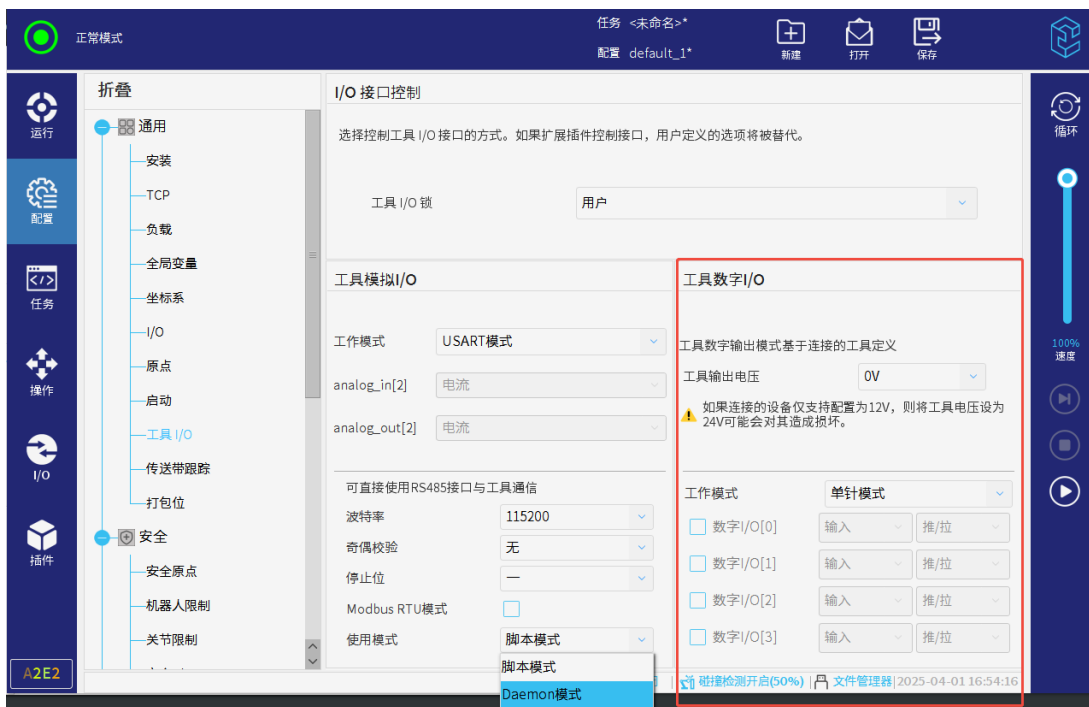 正常模式
任务 <未命名>*
配置 default_1*
新建
打开
保存
运行
配置
任务
操作
I/O
插件
A2E2
折叠
通用
安装
TCP
负载
全局变量
坐标系
I/O
原点
启动
工具 I/O
传送带跟踪
打包位
安全
安全原点
机器人限制
关节限制
I/O 接口控制
选择控制工具 I/O 接口的方式。如果扩展插件控制接口，用户定义的选项将被替代。
工具 I/O 锁 用户
工具模拟I/O
工作模式 USART模式
analog_in[2] 电流
analog_out[2] 电流
可直接使用RS485接口与工具通信
波特率 115200
奇偶校验 无
停止位 一
Modbus RTU模式
使用模式 脚本模式
脚本模式
Daemon模式
工具数字I/O
工具数字输出模式基于连接的工具定义
工具输出电压 0V
如果连接的设备仅支持配置为12V，则将工具电压设为
24V可能会对其造成损坏。
工作模式 单针模式
数字I/O[0] 输入 推/拉
数字I/O[1] 输入 推/拉
数字I/O[2] 输入 推/拉
数字I/O[3] 输入 推/拉
碰撞检测开启(50%) | 文件管理器|2025-04-01 16:54:16
循环
100%
速度